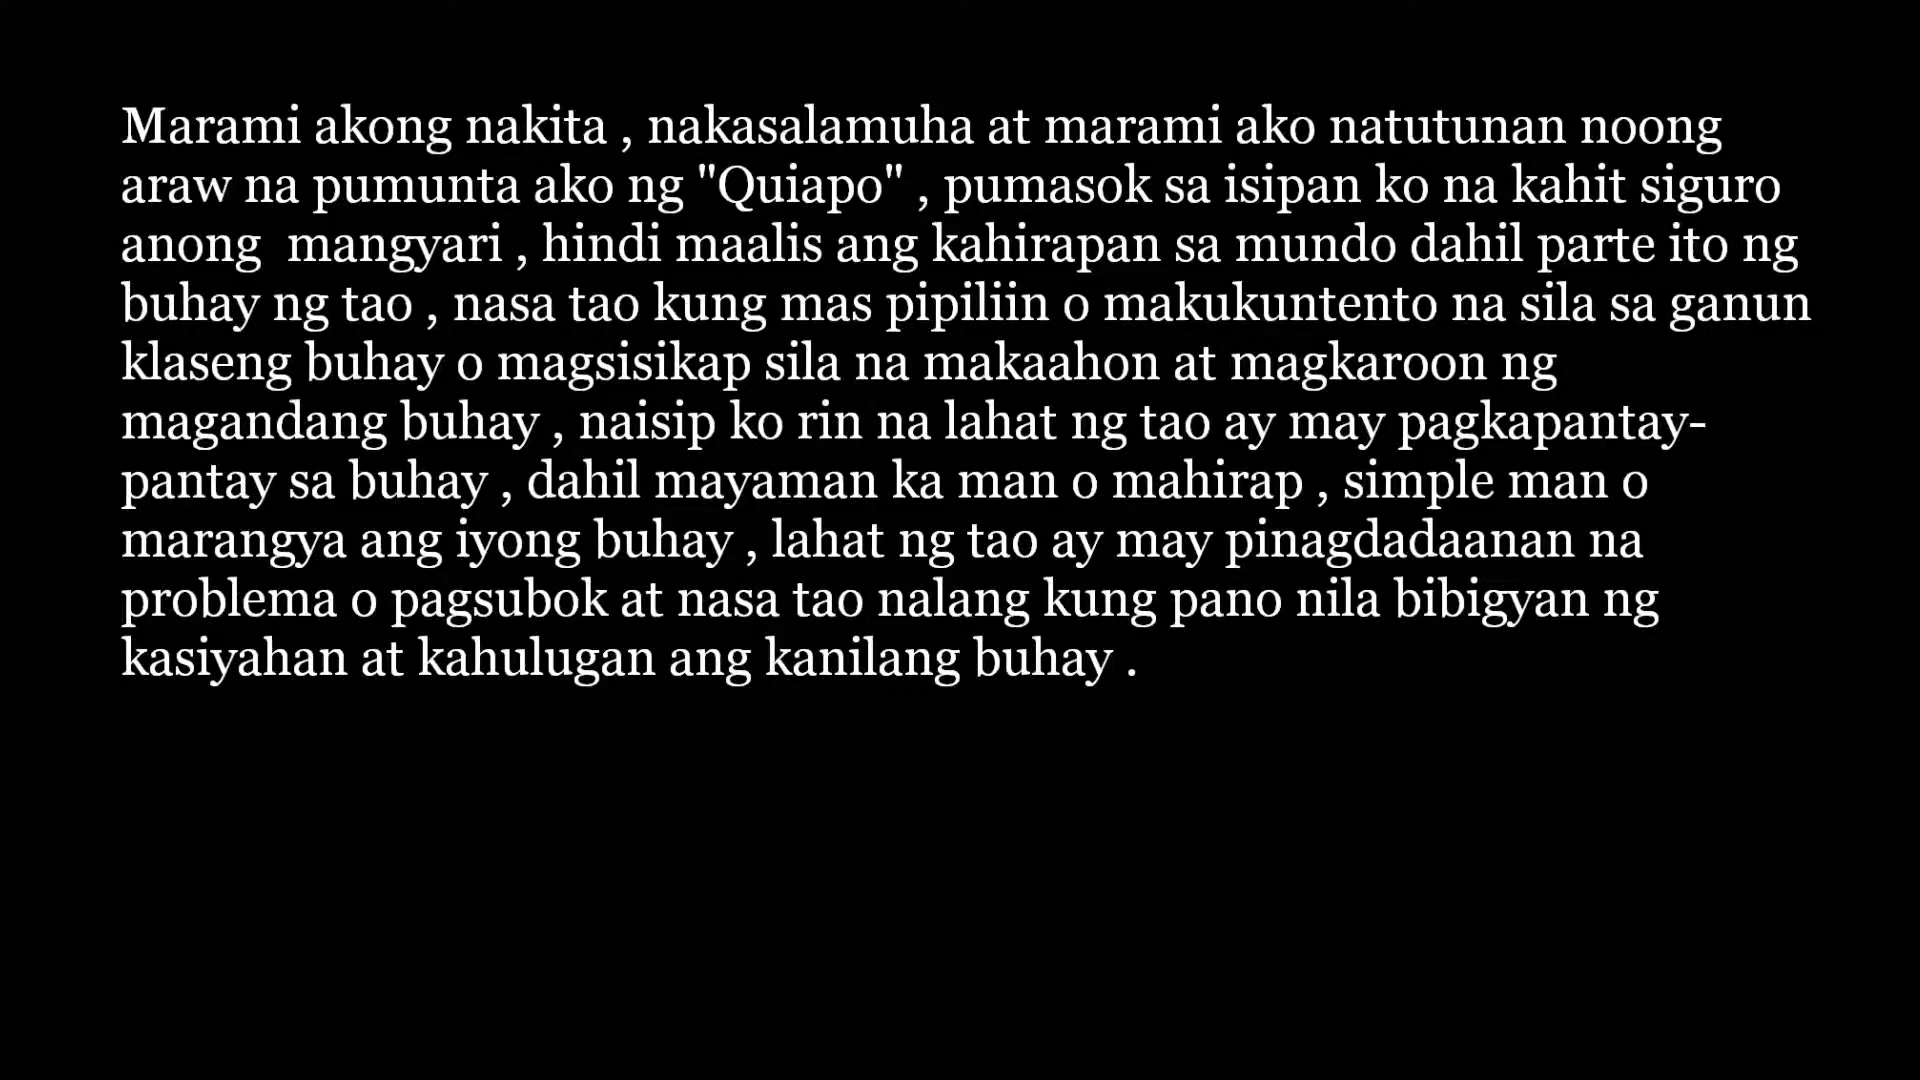 Marami akong nakita , nakasalamuha at marami ako natutunan noong
araw na pumunta ako ng "Quiapo" , pumasok sa isipan ko na kahit siguro
anong  mangyari , hindi maalis ang kahirapan sa mundo dahil parte ito ng
buhay ng tao , nasa tao kung mas pipiliin o makukuntento na sila sa ganun
klaseng buhay o magsisikap sila na makaahon at magkaroon ng
magandang buhay , naisip ko rin na lahat ng tao ay may pagkapantay-
pantay sa buhay , dahil mayaman ka man o mahirap , simple man o
marangya ang iyong buhay , lahat ng tao ay may pinagdadaanan na
problema o pagsubok at nasa tao nalang kung pano nila bibigyan ng
kasiyahan at kahulugan ang kanilang buhay .